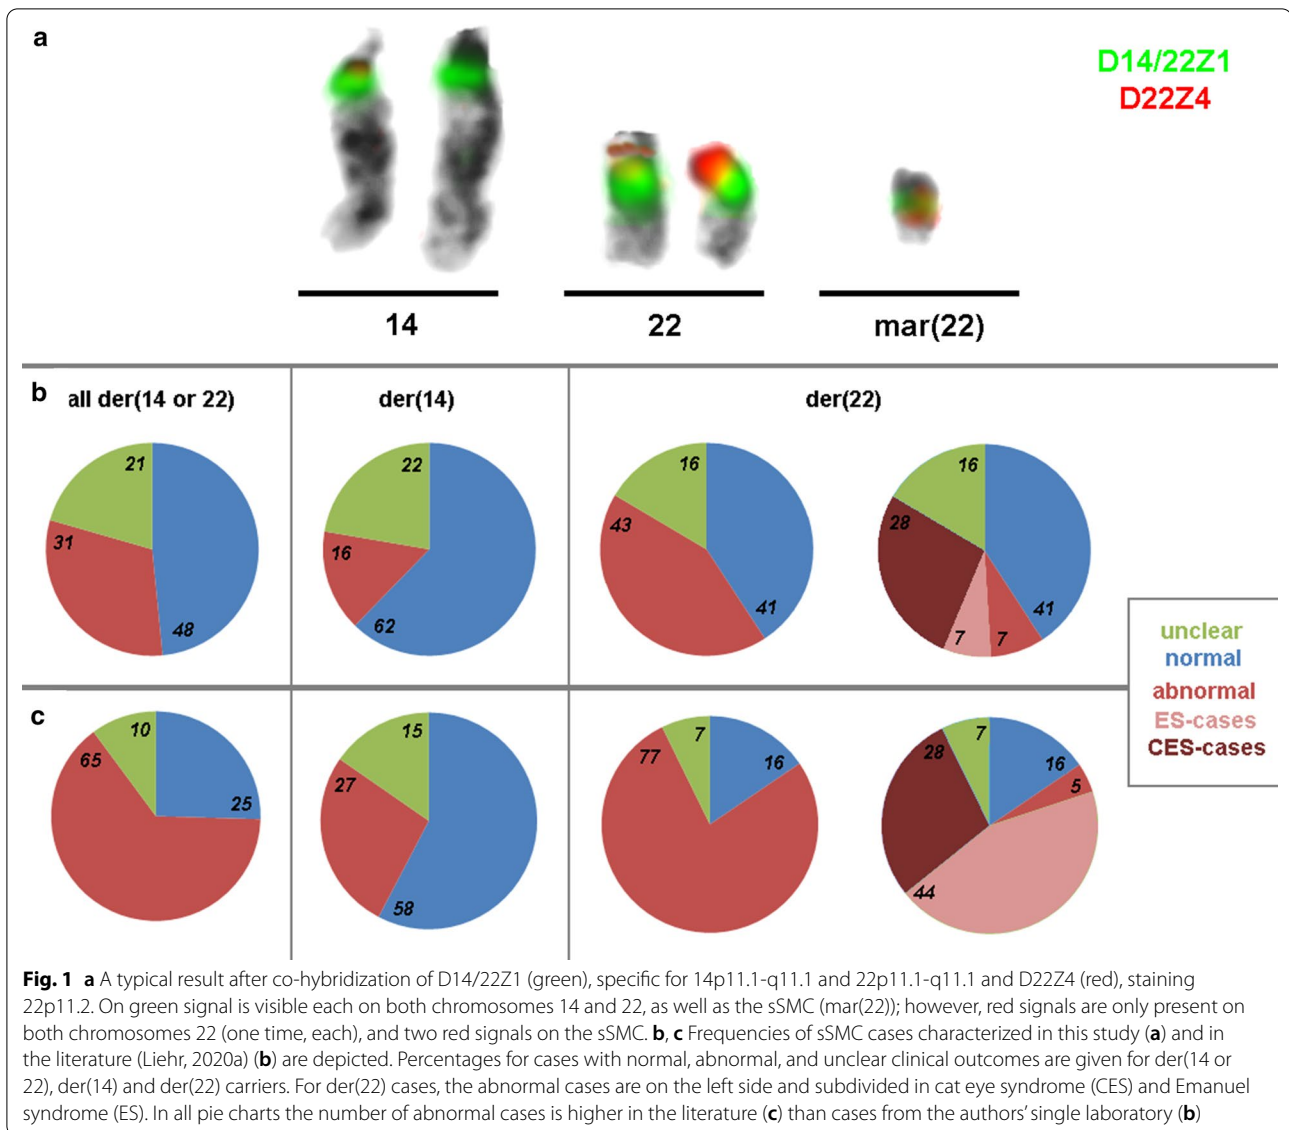 a
D14/22Z1
D22Z4
14
22
mar(22)
b
all der(14 or 22)
der(14)
der(22)
21
31
48
22
16
62
16
43
41
16
28
41
7
7
unclear
normal
abnormal
ES-cases
CES-cases
c
10
65
25
15
27
58
7
77
16
7
28
16
5
44
Fig. 1 a A typical result after co-hybridization of D14/22Z1 (green), specific for 14p11.1-q11.1 and 22p11.1-q11.1 and D22Z4 (red), staining
22p11.2. On green signal is visible each on both chromosomes 14 and 22, as well as the sSMC (mar(22)); however, red signals are only present on
both chromosomes 22 (one time, each), and two red signals on the sSMC. b, c Frequencies of sSMC cases characterized in this study (a) and in
the literature (Liehr, 2020a) (b) are depicted. Percentages for cases with normal, abnormal, and unclear clinical outcomes are given for der(14 or
22), der(14) and der(22) carriers. For der(22) cases, the abnormal cases are on the left side and subdivided in cat eye syndrome (CES) and Emanuel
syndrome (ES). In all pie charts the number of abnormal cases is higher in the literature (c) than cases from the authors' single laboratory (b)